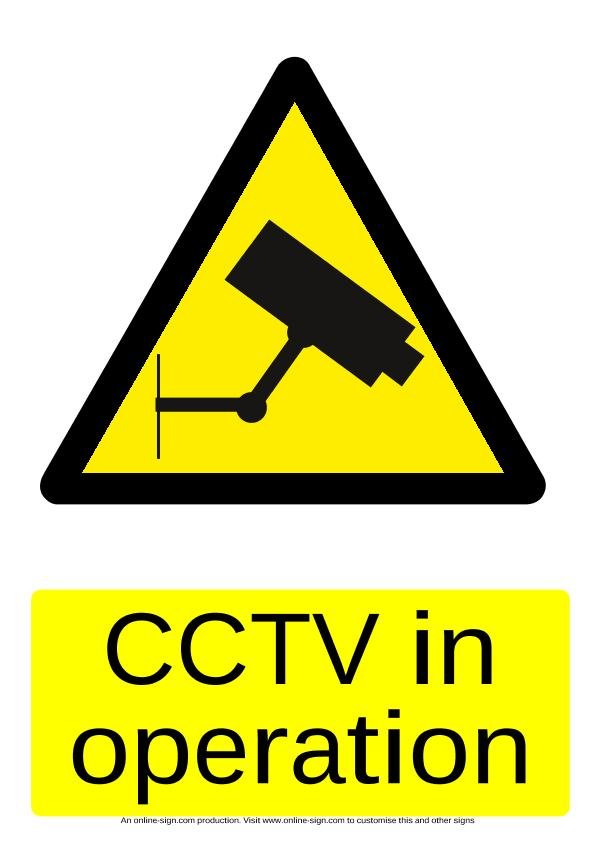 CCTV in
operation
An online-sign.com production. Visit www.online-sign.com to customise this and other signs